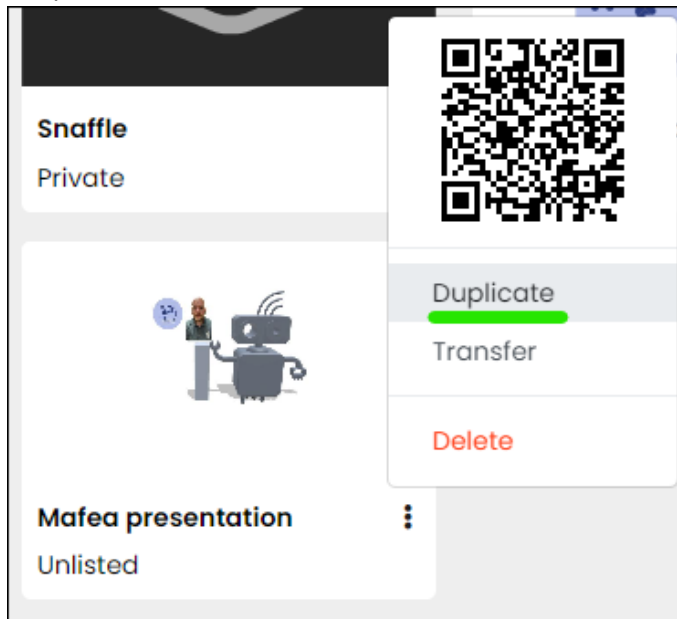 Snaffle
Private
Duplicate
Transfer
Delete
Mafea presentation
Unlisted